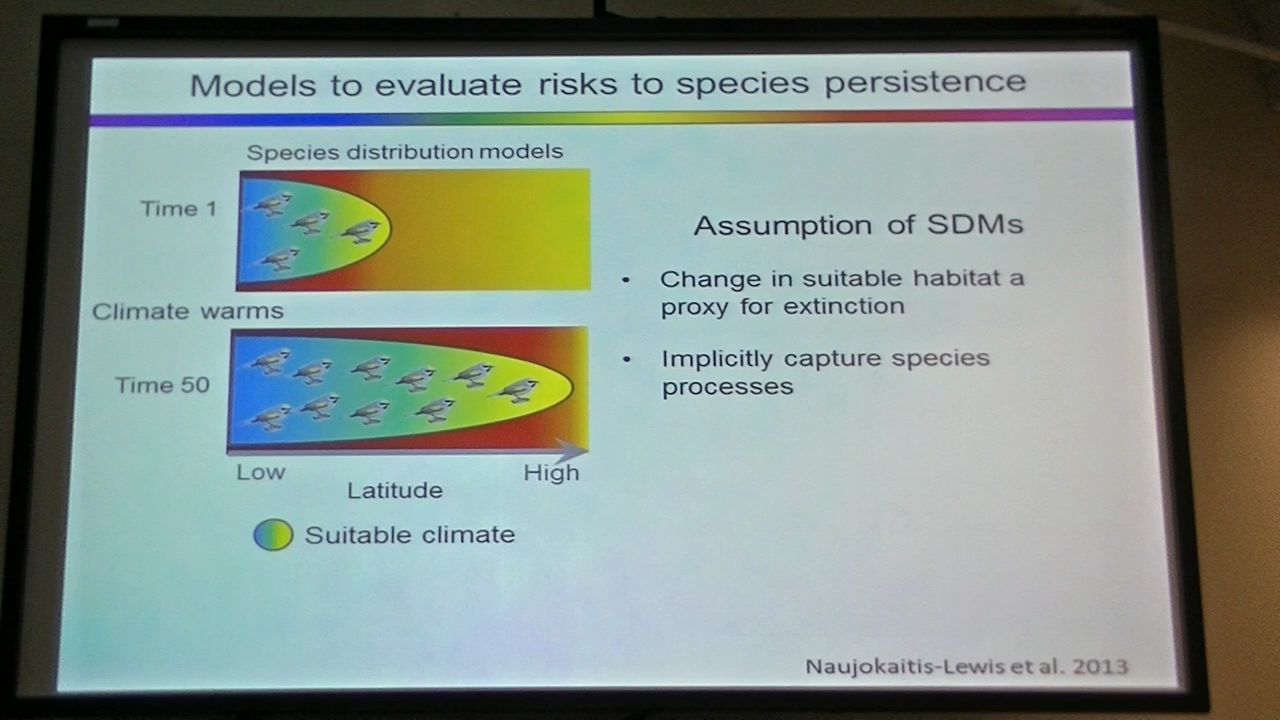 Models to evaluate risks to species persistence
Species distribution models
Time 1
Climate warms
Time 50
Low
High
Latitude
Suitable climate
Assumption of SDMs
• Change in suitable habitat a
proxy for extinction
• Implicitly capture species
processes
Naujokaitis-Lewis et al. 2013